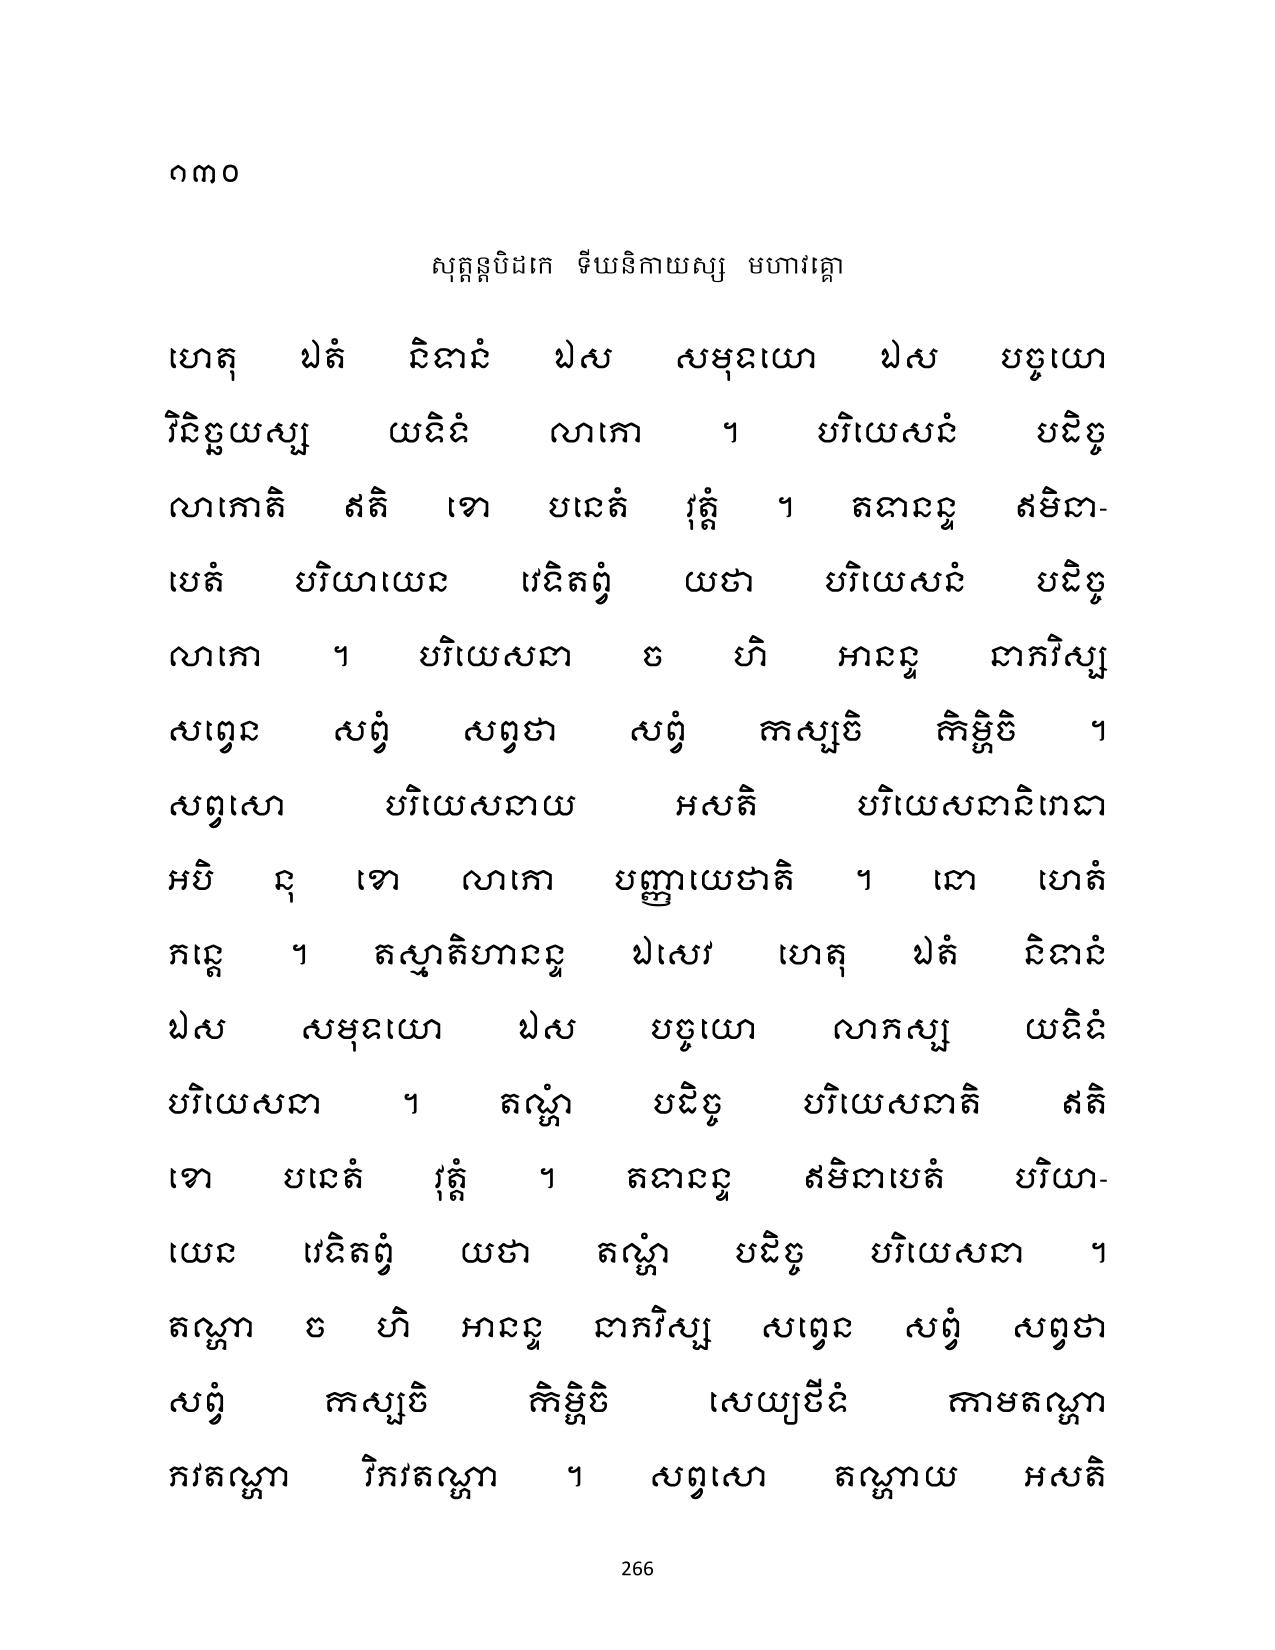 ១៣០
សុត្តន្តបិដកេ ទីឃនិកាយស្ស មហាវគ្គោ
ហេតុ ឯតំ និទានំ ឯស សមុទយោ ឯស បច្ចយោ
វិនិច្ឆយស្ស យទិទំ លាភោ ។ បរិយេសនំ បដិច្ច
លាភោតិ ឥតិ ខោ បនេតំ វុត្តំ ។ តទានន្ទ ឥមិនា-
បេតំ បរិយាយេន វេទិតព្វំ យថា បរិយេសនំ បដិច្ច
លាភោ ។ បរិយេសនា ច ហិ អានន្ទ នាភវិស្ស
សព្វេន សព្វំ សព្វថា សព្វំ កស្សចិ កិម្ហិចិ ។
សព្វសោ បរិយេសនាយ អសតិ បរិយេសនានិរោធា
អបិ នុ ខោ លាភោ បញ្ញាយេថាតិ ។ នោ ហេតំ
ភន្តេ ។ តស្មាតិហានន្ទ ឯសេវ ហេតុ ឯតំ និទានំ
ឯស សមុទយោ ឯស បច្ចយោ លាភស្ស យទិទំ
បរិយេសនា ។ តណ្ហំ បដិច្ច បរិយេសនាតិ ឥតិ
ខោ បនេតំ វុត្តំ ។ តទានន្ទ ឥមិនាបេតំ បរិយា-
យេន វេទិតព្វំ យថា តណ្ហំ បដិច្ច បរិយេសនា ។
តណ្ហា ច ហិ អានន្ទ នាភវិស្ស សព្វេន សព្វំ សព្វថា
សព្វំ កស្សចិ កិម្ហិចិ សេយ្យថីទំ កាមតណ្ហា
ភវតណ្ហា វិភវតណ្ហា ។ សព្វសោ តណ្ហាយ អសតិ
266